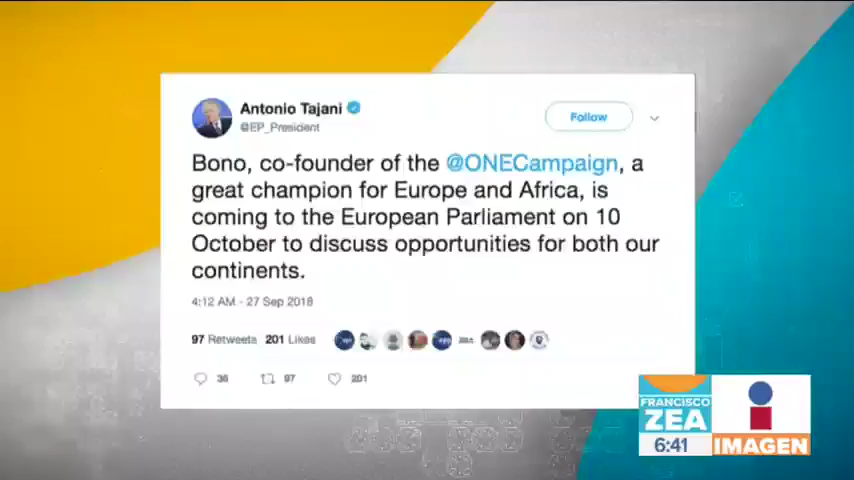 Antonio Tajani
@EP_President
Follow
Bono, co-founder of the @ONECampaign, a
great champion for Europe and Africa, is
coming to the European Parliament on 10
October to discuss opportunities for both our
continents.
4:12 AM - 27 Sep 2018
97 Retweets 201 Likes
36 97 201
FRANCISCO
ZEA
6:41
IMAGEN